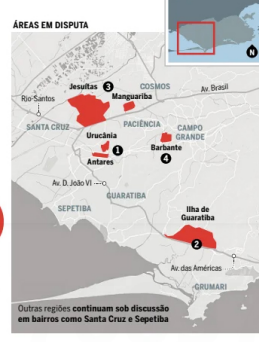 ÁREAS EM DISPUTA
N
Jesuítas 3
COSMOS
Av. Brasil
Manguariba
Rio-Santos
SANTA CRUZ
PACIÊNCIA
CAMPO
GRANDE
Urucânia
1
Barbante
4
Antares
Av. D. João VI
GUARATIBA
SEPETIBA
Ilha de
Guaratiba
2
Av. das Américas
GRUMARI
Outras regiões continuam sob discussão
em bairros como Santa Cruz e Sepetiba